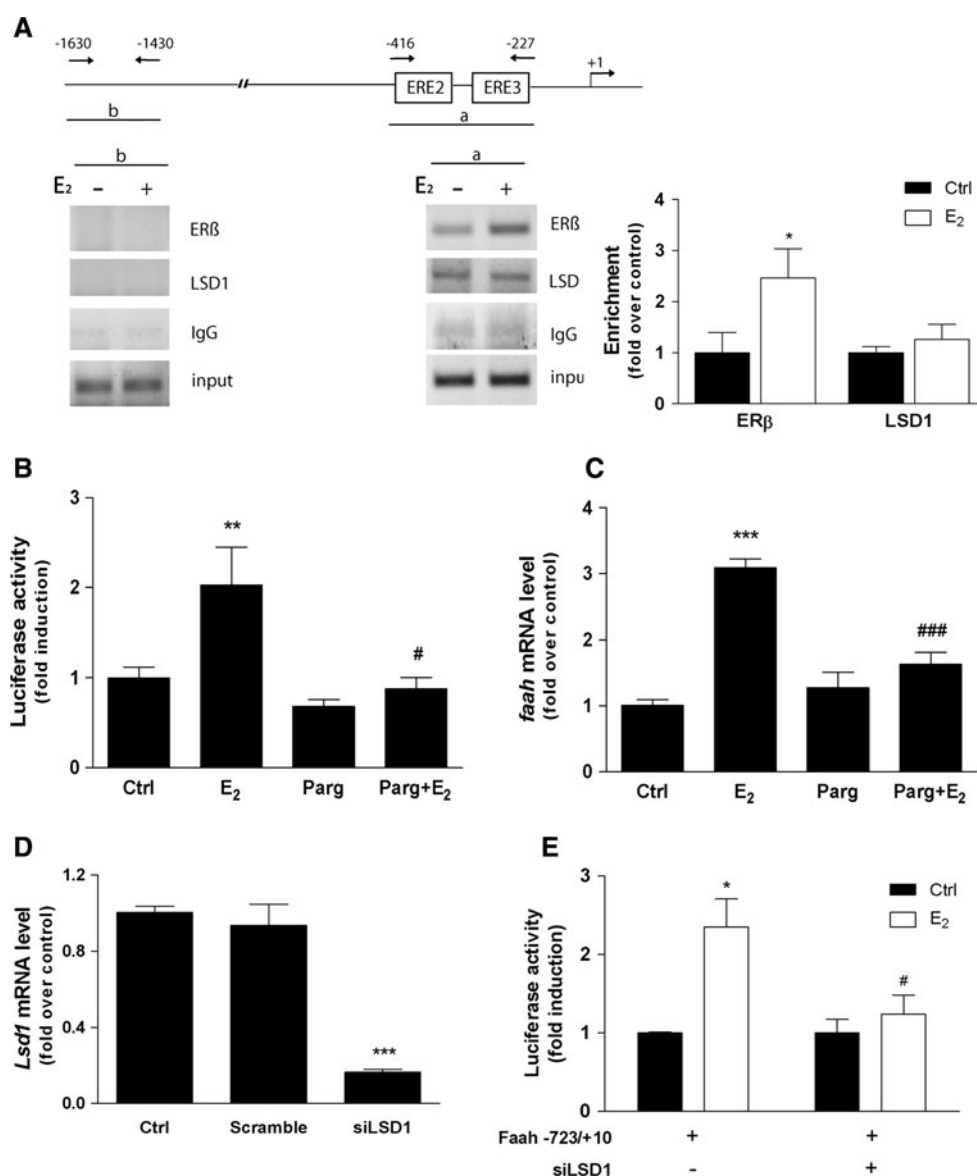 A
-1630
-1430
-416
-227
+1
//
ERE2
ERE3
b
a
b
a
E2 - +
ERß
LSD1
IgG
input
E2 - +
ERß
LSD
IgG
inpu
Enrichment
(fold over control)
4
3
2
1
0
*
Ctrl
E2
ERβ
LSD1
B
Luciferase activity
(fold induction)
3
2
1
0
**
#
Ctrl
E2
Parg
Parg+E2
C
faah mRNA level
(fold over control)
4
3
2
1
0
***
###
Ctrl
E2
Parg
Parg+E2
D
Lsd1 mRNA level
(fold over control)
1.2
0.8
0.4
0.0
***
Ctrl
Scramble
siLSD1
E
Luciferase activity
(fold induction)
3
2
1
0
*
#
Ctrl
E2
Faah -723/+10 + +
siLSD1 - +